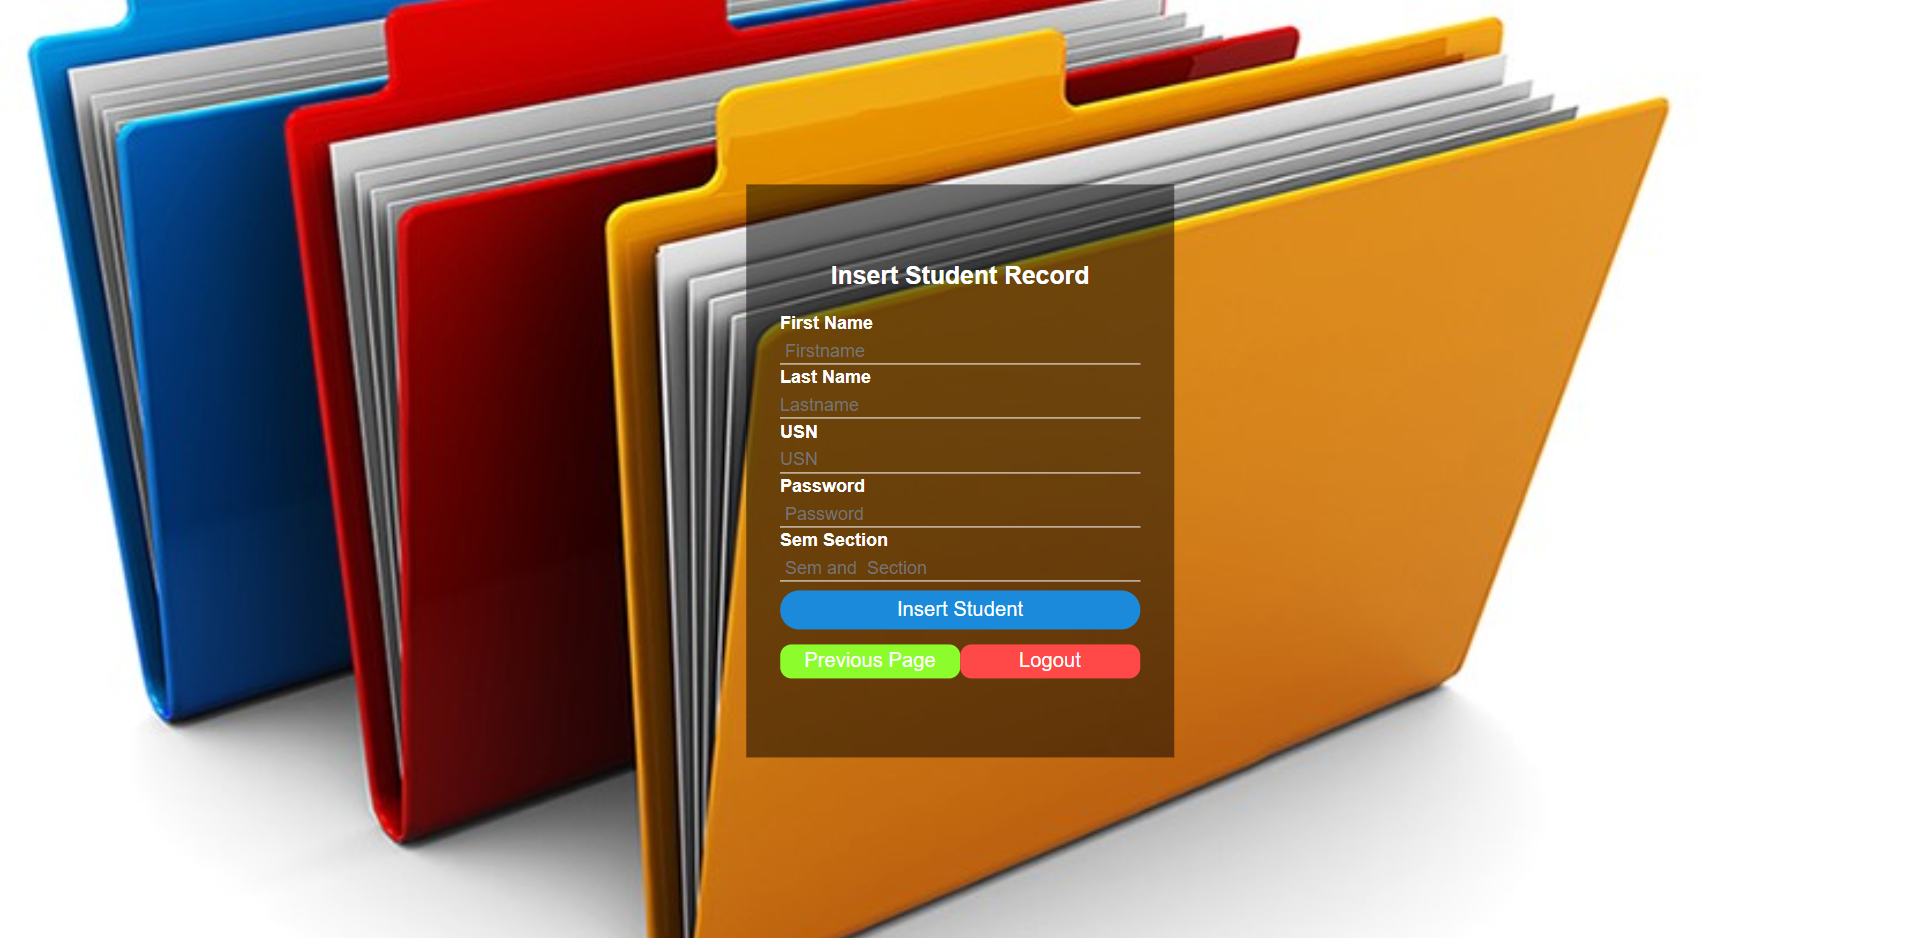 Insert Student Record
First Name
Firstname
Last Name
Lastname
USN
USN
Password
Password
Sem Section
Sem and  Section
Insert Student
Previous Page Logout